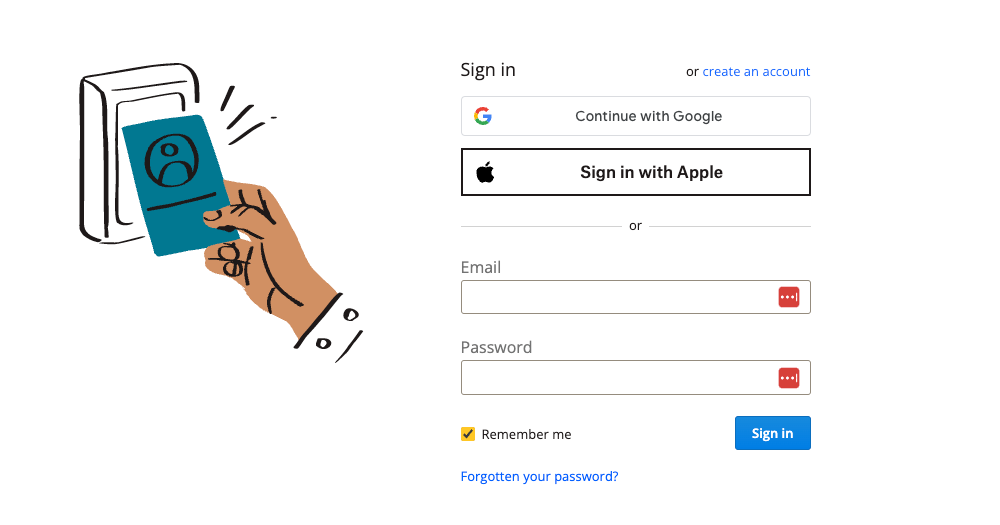 Sign in
or create an account
Continue with Google
Sign in with Apple
or
Email
Password
Remember me
Sign in
Forgotten your password?